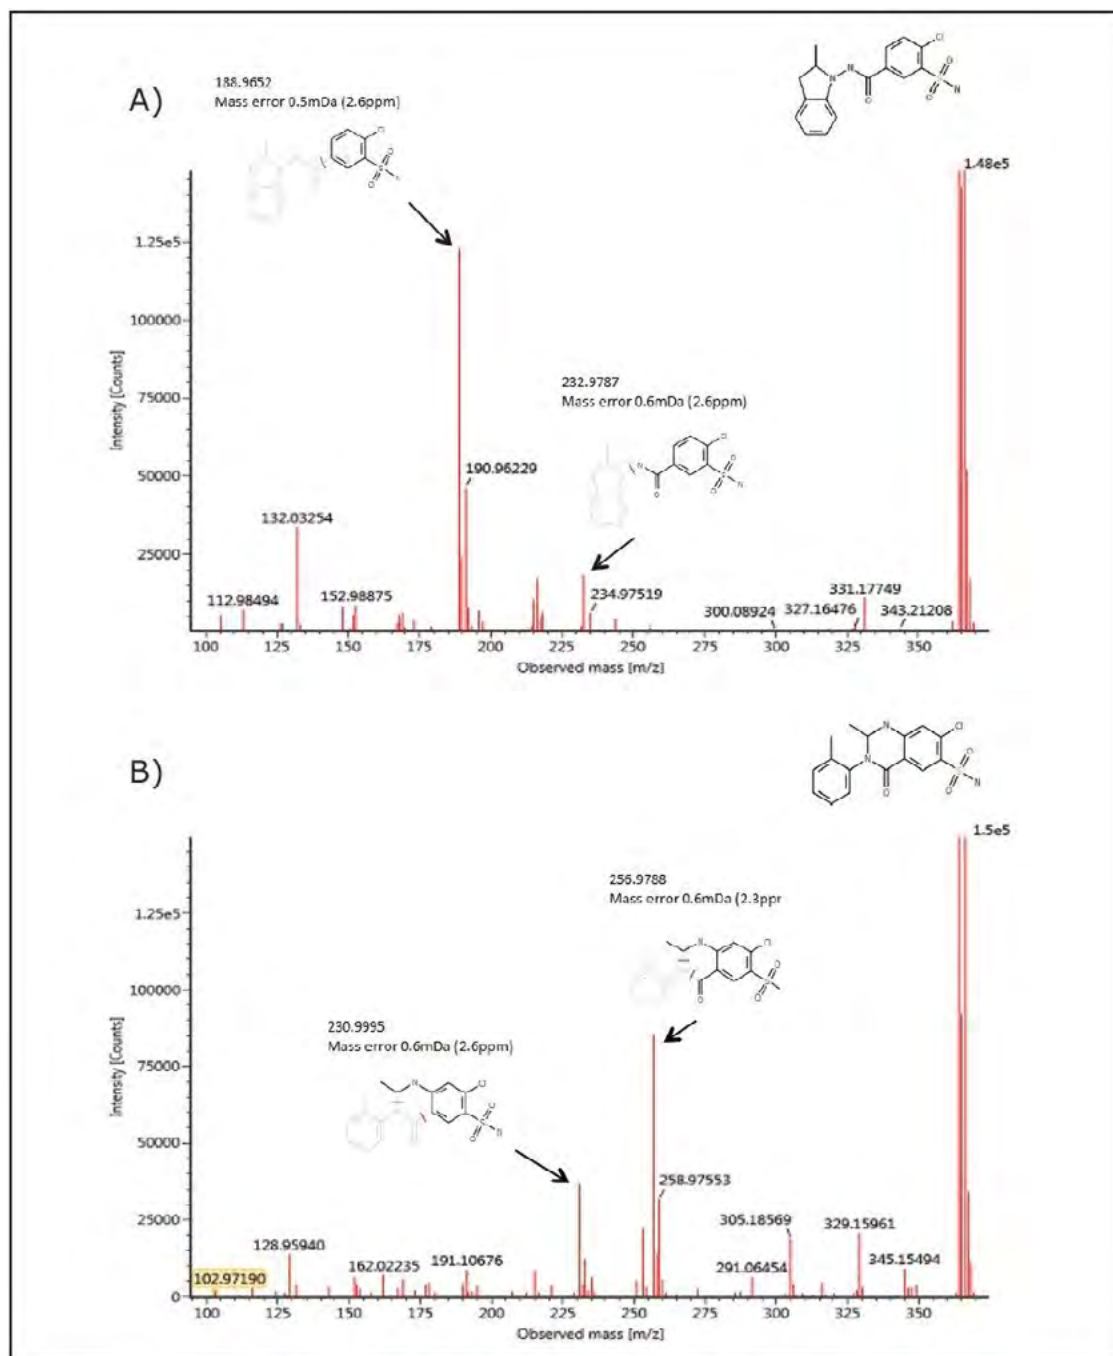 A)
188.9652
Mass error 0.5mDa (2.6ppm)
Cl
N
N
O
S
O
O
N
1.48e5
1.25e5
100000
75000
50000
25000
0
Intensity [Counts]
232.9787
Mass error 0.6mDa (2.6ppm)
190.96229
132.03254
112.98494
152.98875
234.97519
300.08924
327.16476
331.17749
343.21208
100
125
150
175
200
225
250
275
300
325
350
Observed mass [m/z]
B)
N
Cl
N
O
S
O
O
N
1.5e5
256.9788
Mass error 0.6mDa (2.3ppr
1.25e5
100000
75000
50000
25000
0
Intensity [Counts]
230.9995
Mass error 0.6mDa (2.6ppm)
258.97553
305.18569
329.15961
345.15494
291.06454
128.95940
102.97190
162.02235
191.10676
100
125
150
175
200
225
250
275
300
325
350
Observed mass [m/z]